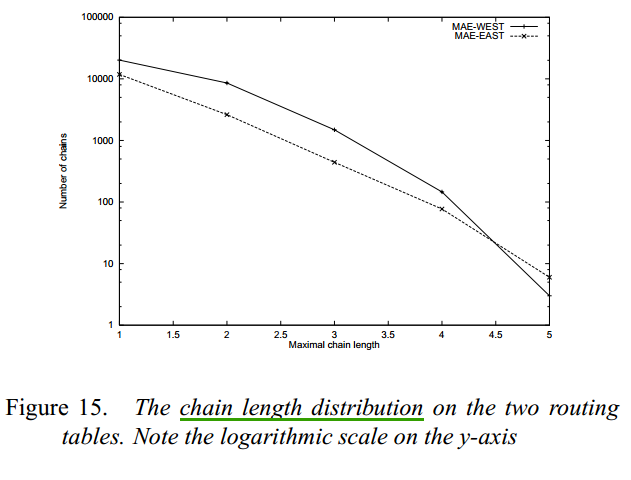 100000
10000
1000
100
10
1
Number of chains
MAE-WEST
MAE-EAST
1 1.5 2 2.5 3 3.5 4 4.5 5
Maximal chain length
Figure 15. The chain length distribution on the two routing
tables. Note the logarithmic scale on the y-axis